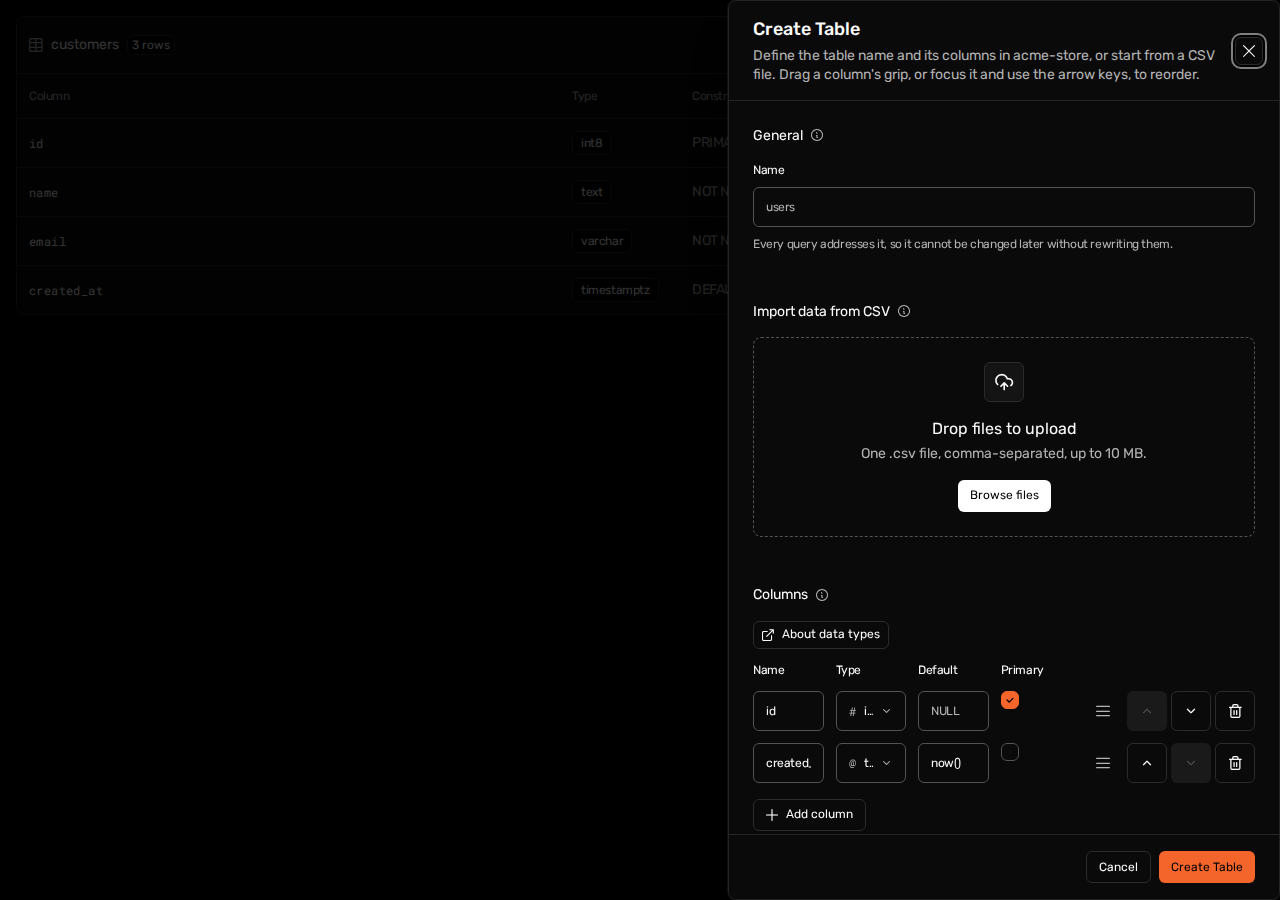 customers 3 rows
Column Type
id int8
name text
email varchar
created_at timestamptz
Create Table
Define the table name and its columns in acme-store, or start from a CSV
file. Drag a column's grip, or focus it and use the arrow keys, to reorder.
General
Name
users
Every query addresses it, so it cannot be changed later without rewriting them.
Import data from CSV
Drop files to upload
One .csv file, comma-separated, up to 10 MB.
Browse files
Columns
About data types
Name Type Default Primary
id # i... NULL
created_ @ t... now()
Add column
Cancel Create Table